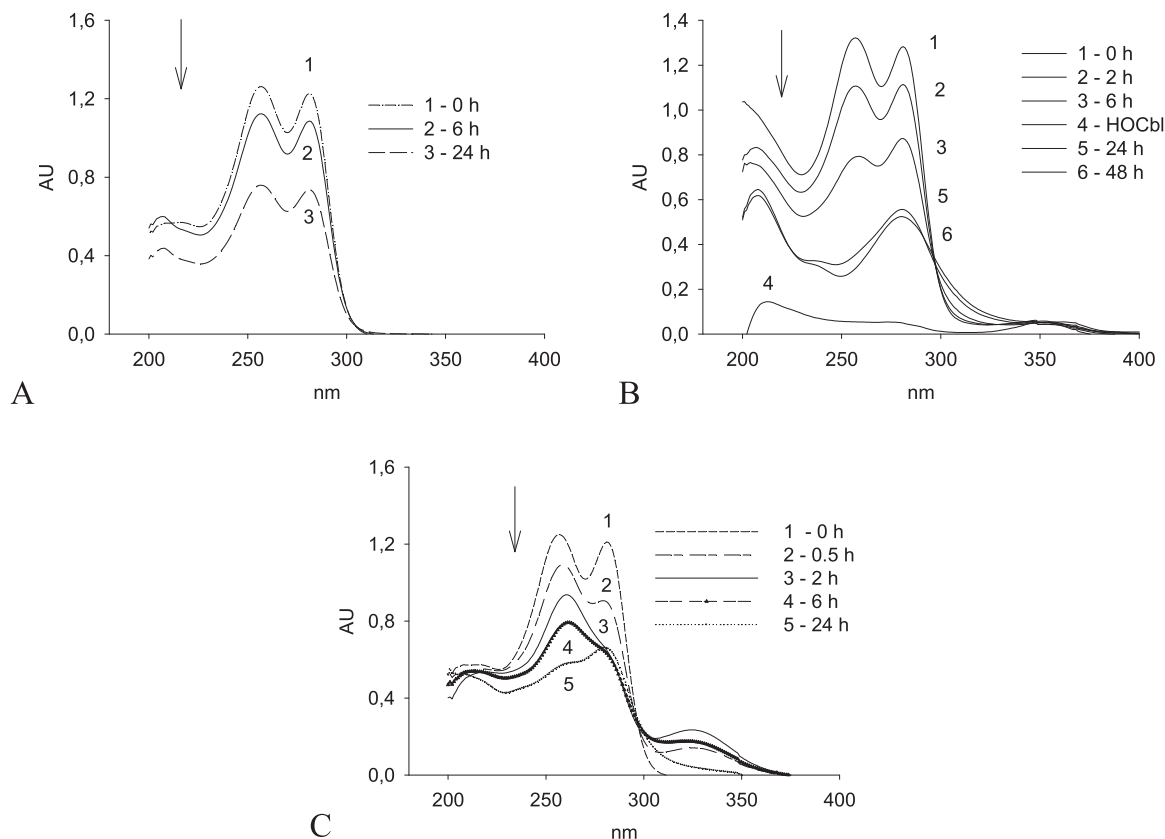 1,6
1,2
0,8
0,4
0,0
AU
200
250
300
350
400
nm
1
2
3
1 - 0 h
2 - 6 h
3 - 24 h
A
1,4
1,2
1,0
0,8
0,6
0,4
0,2
0,0
AU
200
250
300
350
400
nm
1
2
3
5
6
4
1 - 0 h
2 - 2 h
3 - 6 h
4 - HOCbl
5 - 24 h
6 - 48 h
B
1,6
1,2
0,8
0,4
0,0
AU
200
250
300
350
400
nm
1
2
3
4
5
1 - 0 h
2 - 0.5 h
3 - 2 h
4 - 6 h
5 - 24 h
C